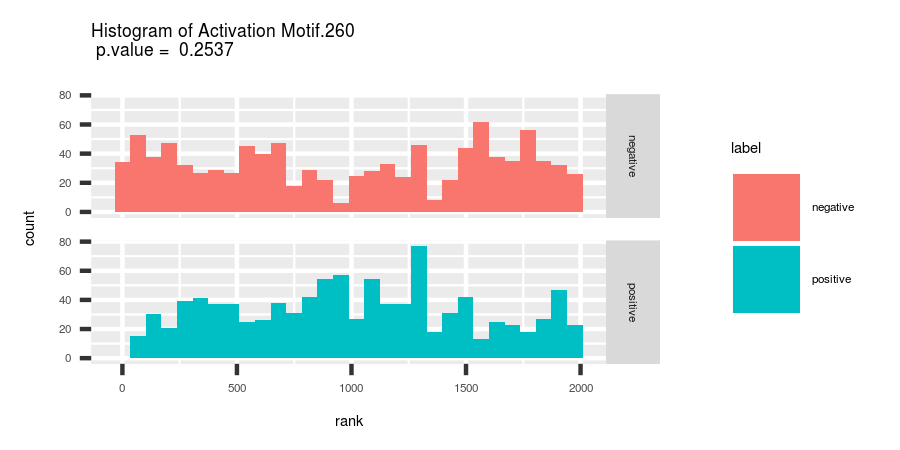 Histogram of Activation Motif.260
p.value = 0.2537
80
60
40
20
0
negative
80
60
40
20
0
positive
0 500 1000 1500 2000
rank
count
label
negative
positive